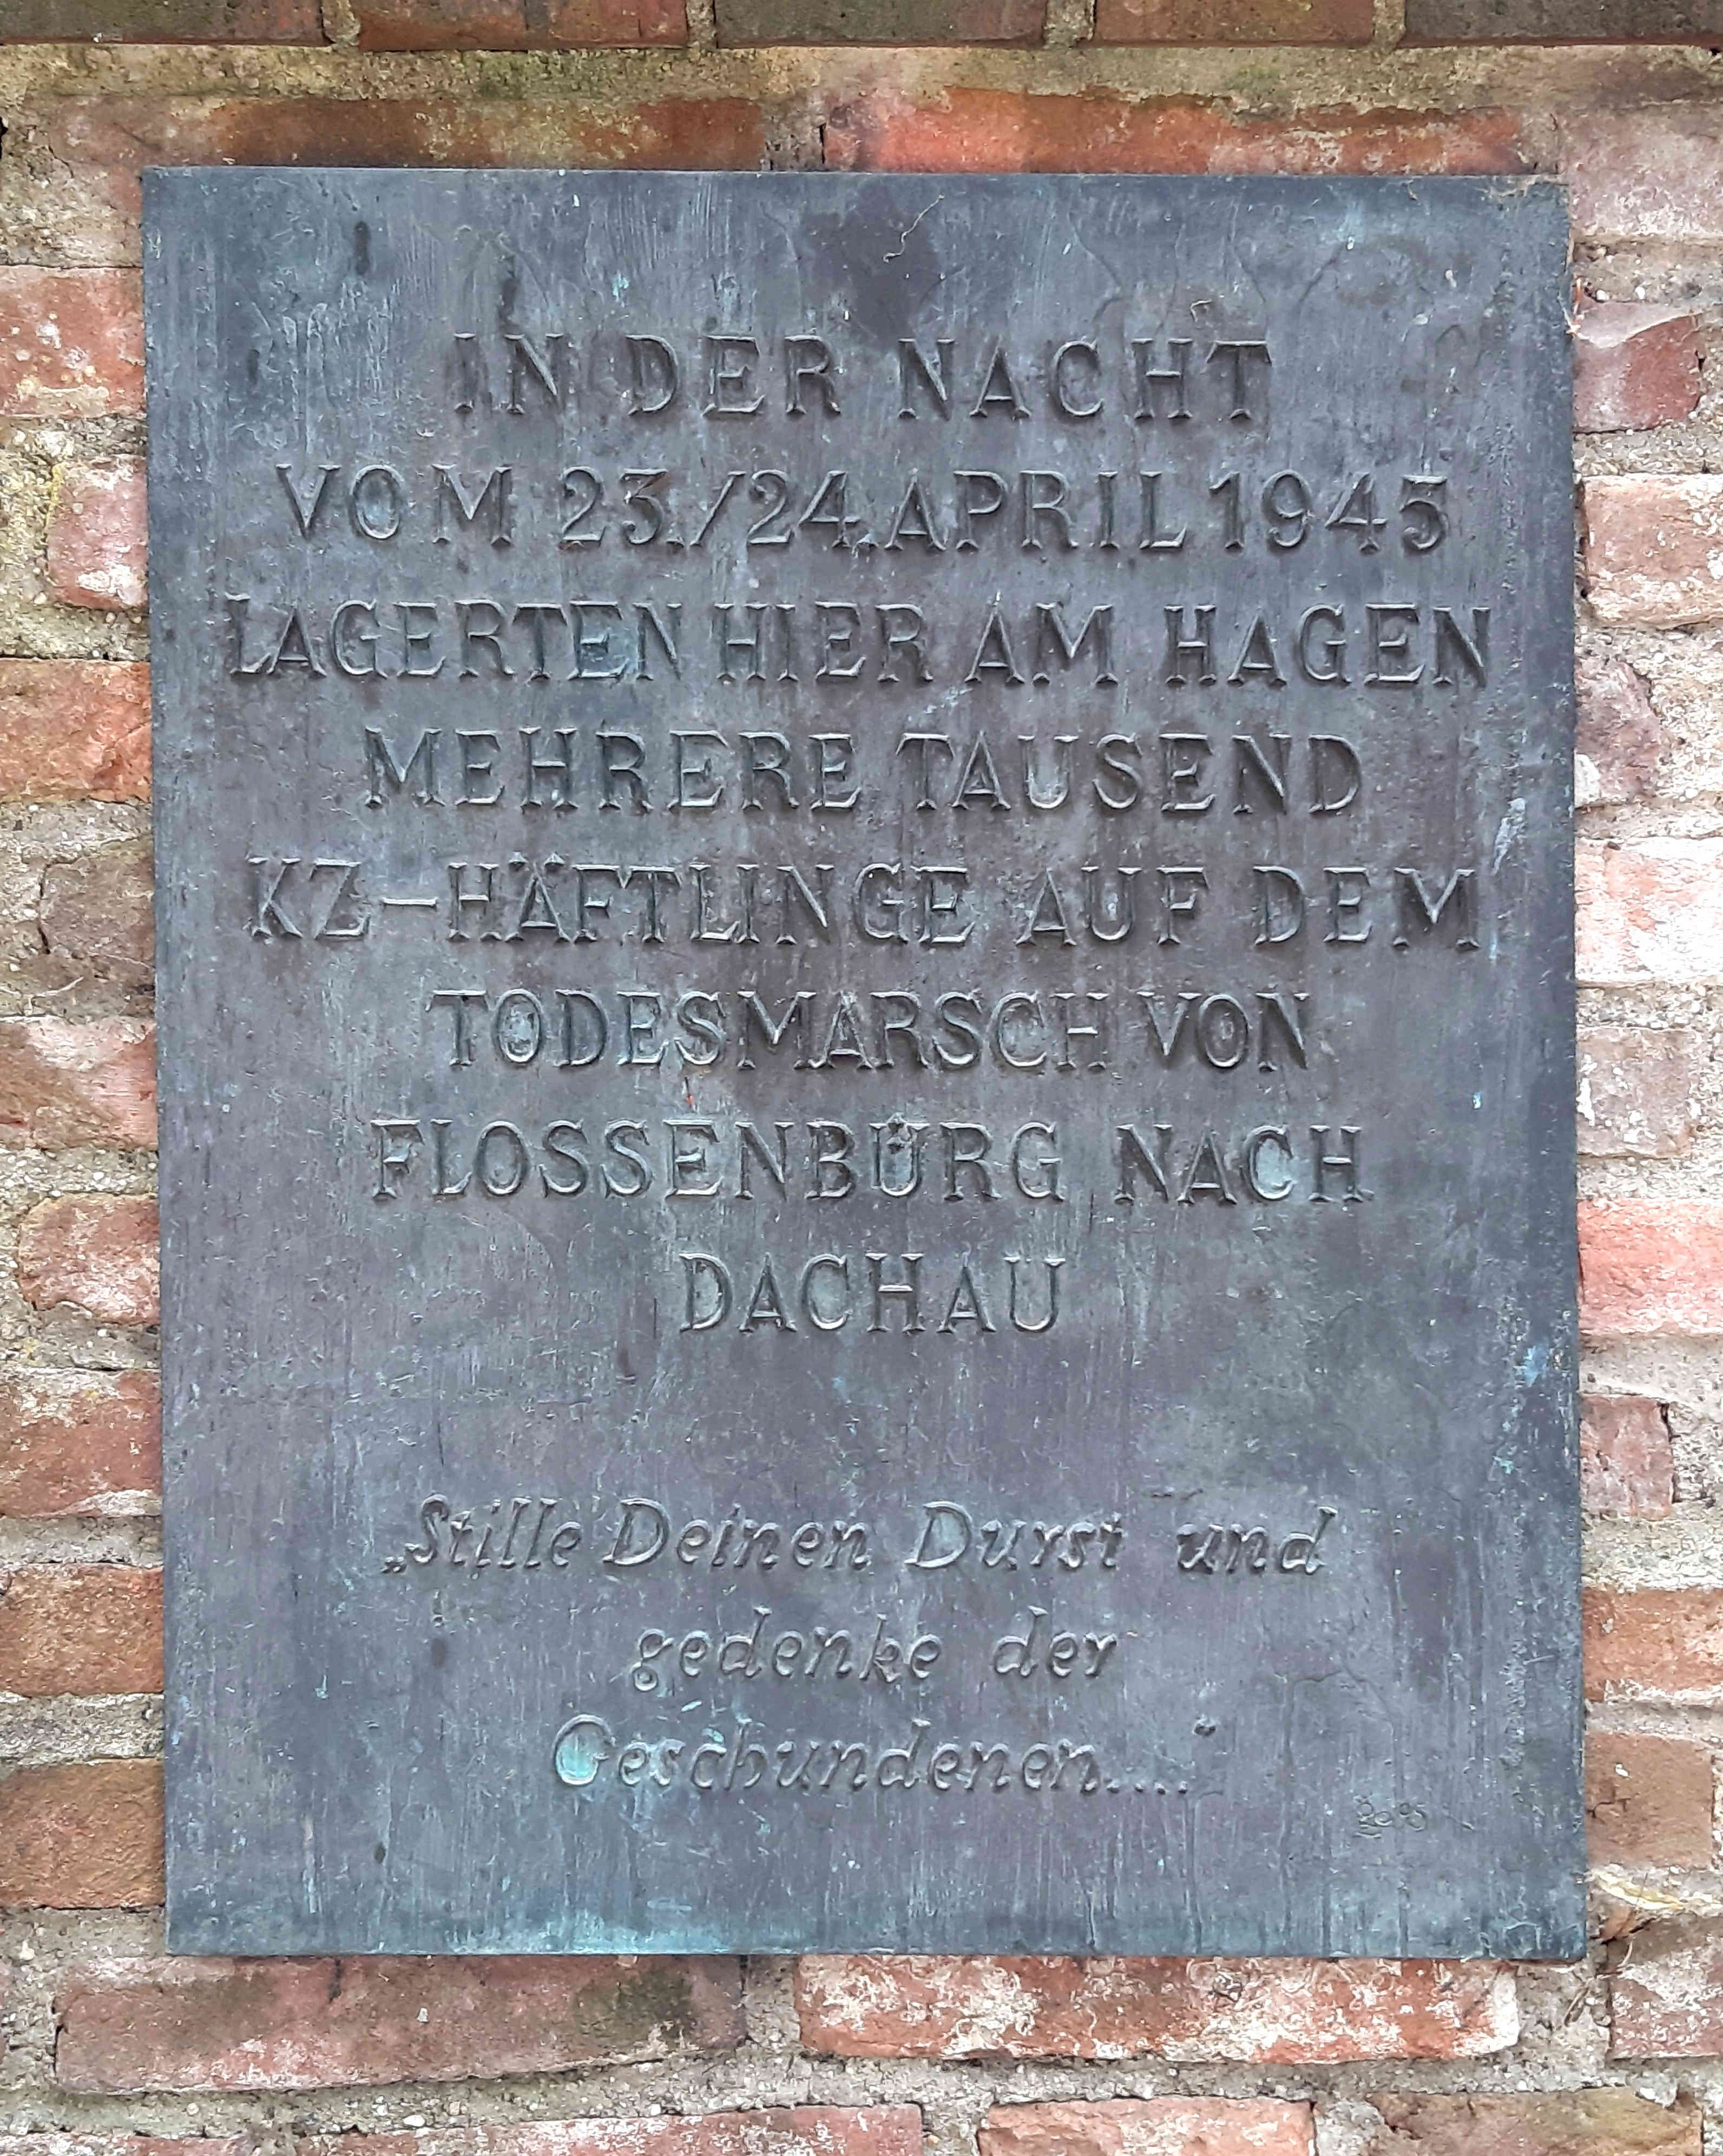 IN DER NACHT
VOM 23./24. APRIL 1945
LAGERTEN HIER AM HAGEN
MEHRERE TAUSEND
KZ–HÄFTLINGE AUF DEM
TODESMARSCH VON
FLOSSENBÜRG NACH
DACHAU
„Stille Deinen Durst und
gedenke der
Geschundenen...."